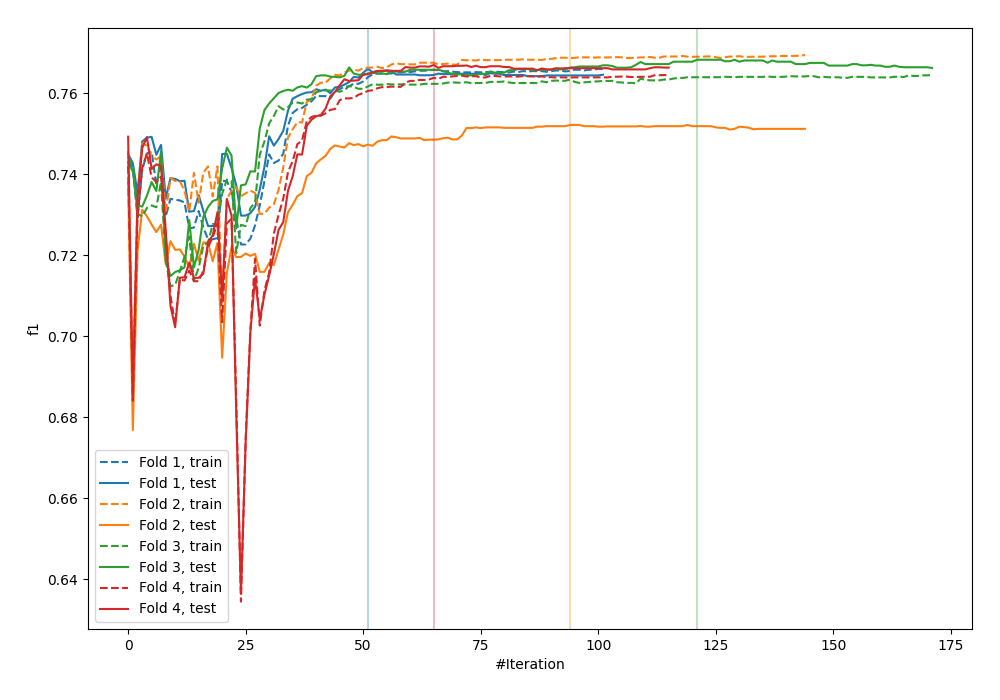 0.76
0.74
0.72
0.70
0.68
0.66
0.64
f1
Fold 1, train
Fold 1, test
Fold 2, train
Fold 2, test
Fold 3, train
Fold 3, test
Fold 4, train
Fold 4, test
0 25 50 75 100 125 150 175
#Iteration